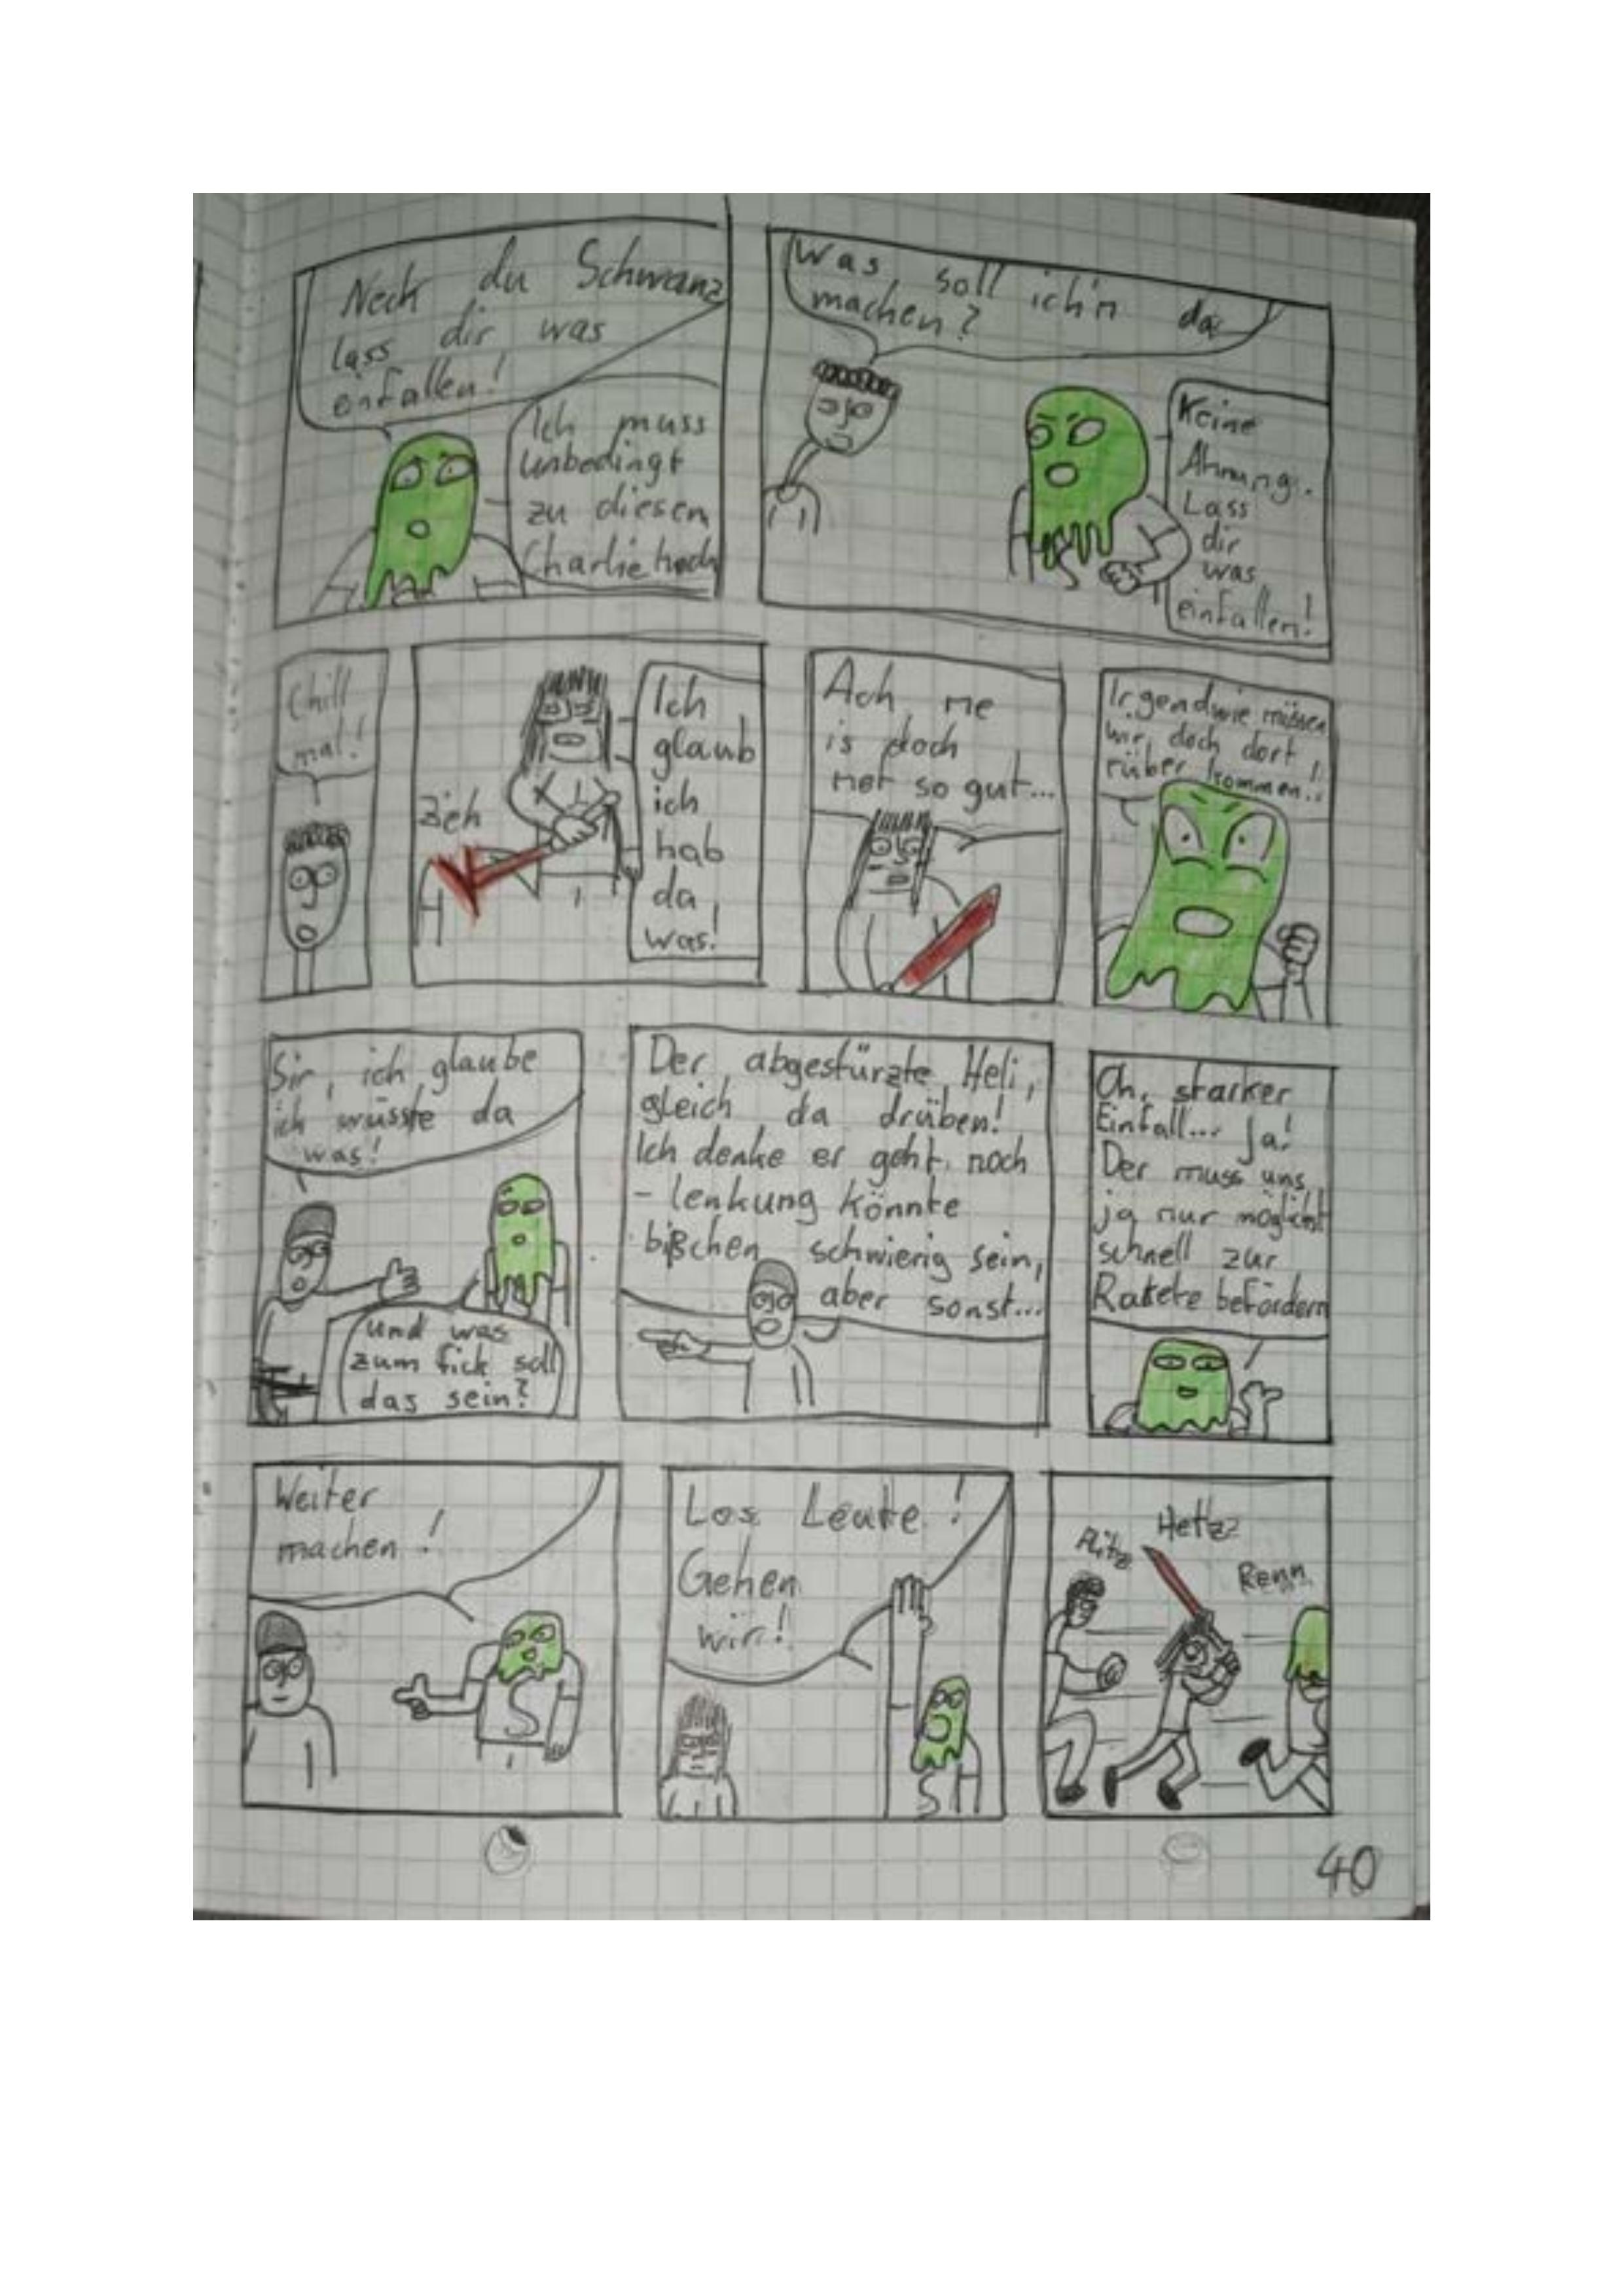 Neck du Schwanz
lass dir was
einfallen!
Ich muss
unbedingt
zu diesem
Charlie hoch
Was soll ich'n da
machen?
Keine
Ahnung.
Lass
dir
was
einfallen!
Chill
mal!
zieh
Ich
glaub
ich
hab
da
was!
Ach ne
is doch
net so gut...
Irgendwie müssen
wir doch dort
rüber kommen..
Sir, ich glaube
ich wüsste da
was!
und was
zum fick soll
das sein?
Der abgestürzte Heli,
gleich da drüben!
Ich denke er geht noch
- lenkung könnte
bißchen schwierig sein,
aber sonst...
Oh, starker
Einfall... Ja!
Der muss uns
ja nur möglichst
schnell zur
Rakete befördern
Weiter
machen!
S
Los Leute!
Gehen
wir!
S
Flitz
Hetzz
Renn
40